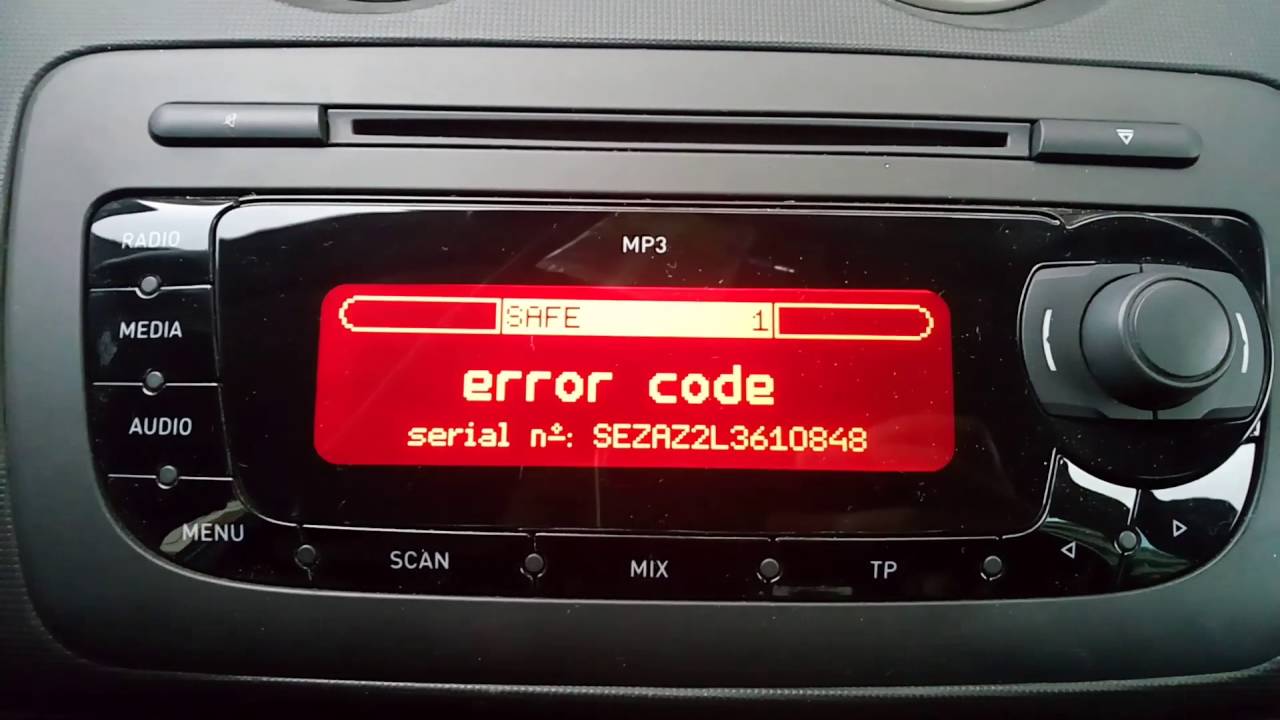 RADIO
MP3
SAFE 1
MEDIA
error code
AUDIO
serial nº: SEZAZ2L3610848
MENU
SCAN
MIX
TP